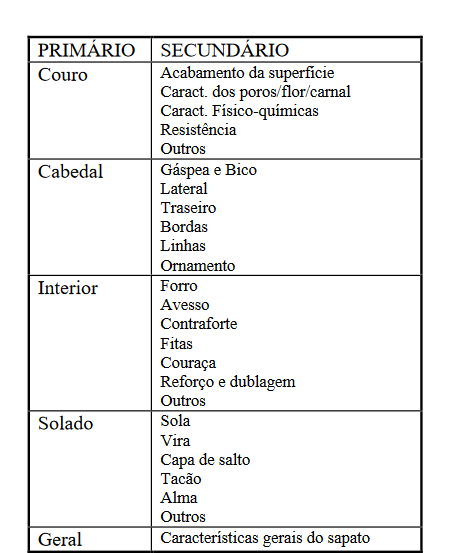 PRIMÁRIO SECUNDÁRIO
Couro Acabamento da superfície
Caract. dos poros/flor/carnal
Caract. Físico-químicas
Resistência
Outros
Cabedal Gáspea e Bico
Lateral
Traseiro
Bordas
Linhas
Ornamento
Interior Forro
Avesso
Contraforte
Fitas
Couraça
Reforço e dublagem
Outros
Solado Sola
Vira
Capa de salto
Tacão
Alma
Outros
Geral Características gerais do sapato